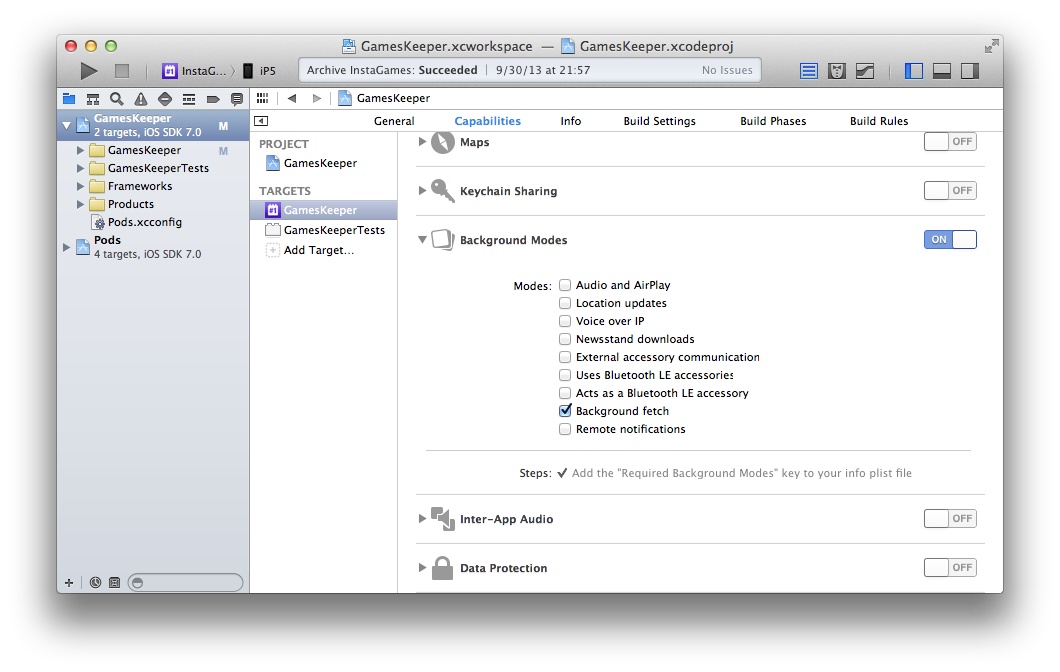 GamesKeeper.xcworkspace — GamesKeeper.xcodeproj
InstaG... 〉 iP5
Archive InstaGames: Succeeded | 9/30/13 at 21:57 No Issues
GamesKeeper
2 targets, iOS SDK 7.0 M
GamesKeeper M
GamesKeeperTests
Frameworks
Products
Pods.xcconfig
Pods
4 targets, iOS SDK 7.0
GamesKeeper
General Capabilities Info Build Settings Build Phases Build Rules
PROJECT
GamesKeeper
TARGETS
#1 GamesKeeper
GamesKeeperTests
Add Target...
Maps OFF
Keychain Sharing OFF
Background Modes ON
Modes: Audio and AirPlay
Location updates
Voice over IP
Newsstand downloads
External accessory communication
Uses Bluetooth LE accessories
Acts as a Bluetooth LE accessory
Background fetch
Remote notifications
Steps: ✓ Add the "Required Background Modes" key to your info plist file
Inter-App Audio OFF
Data Protection OFF